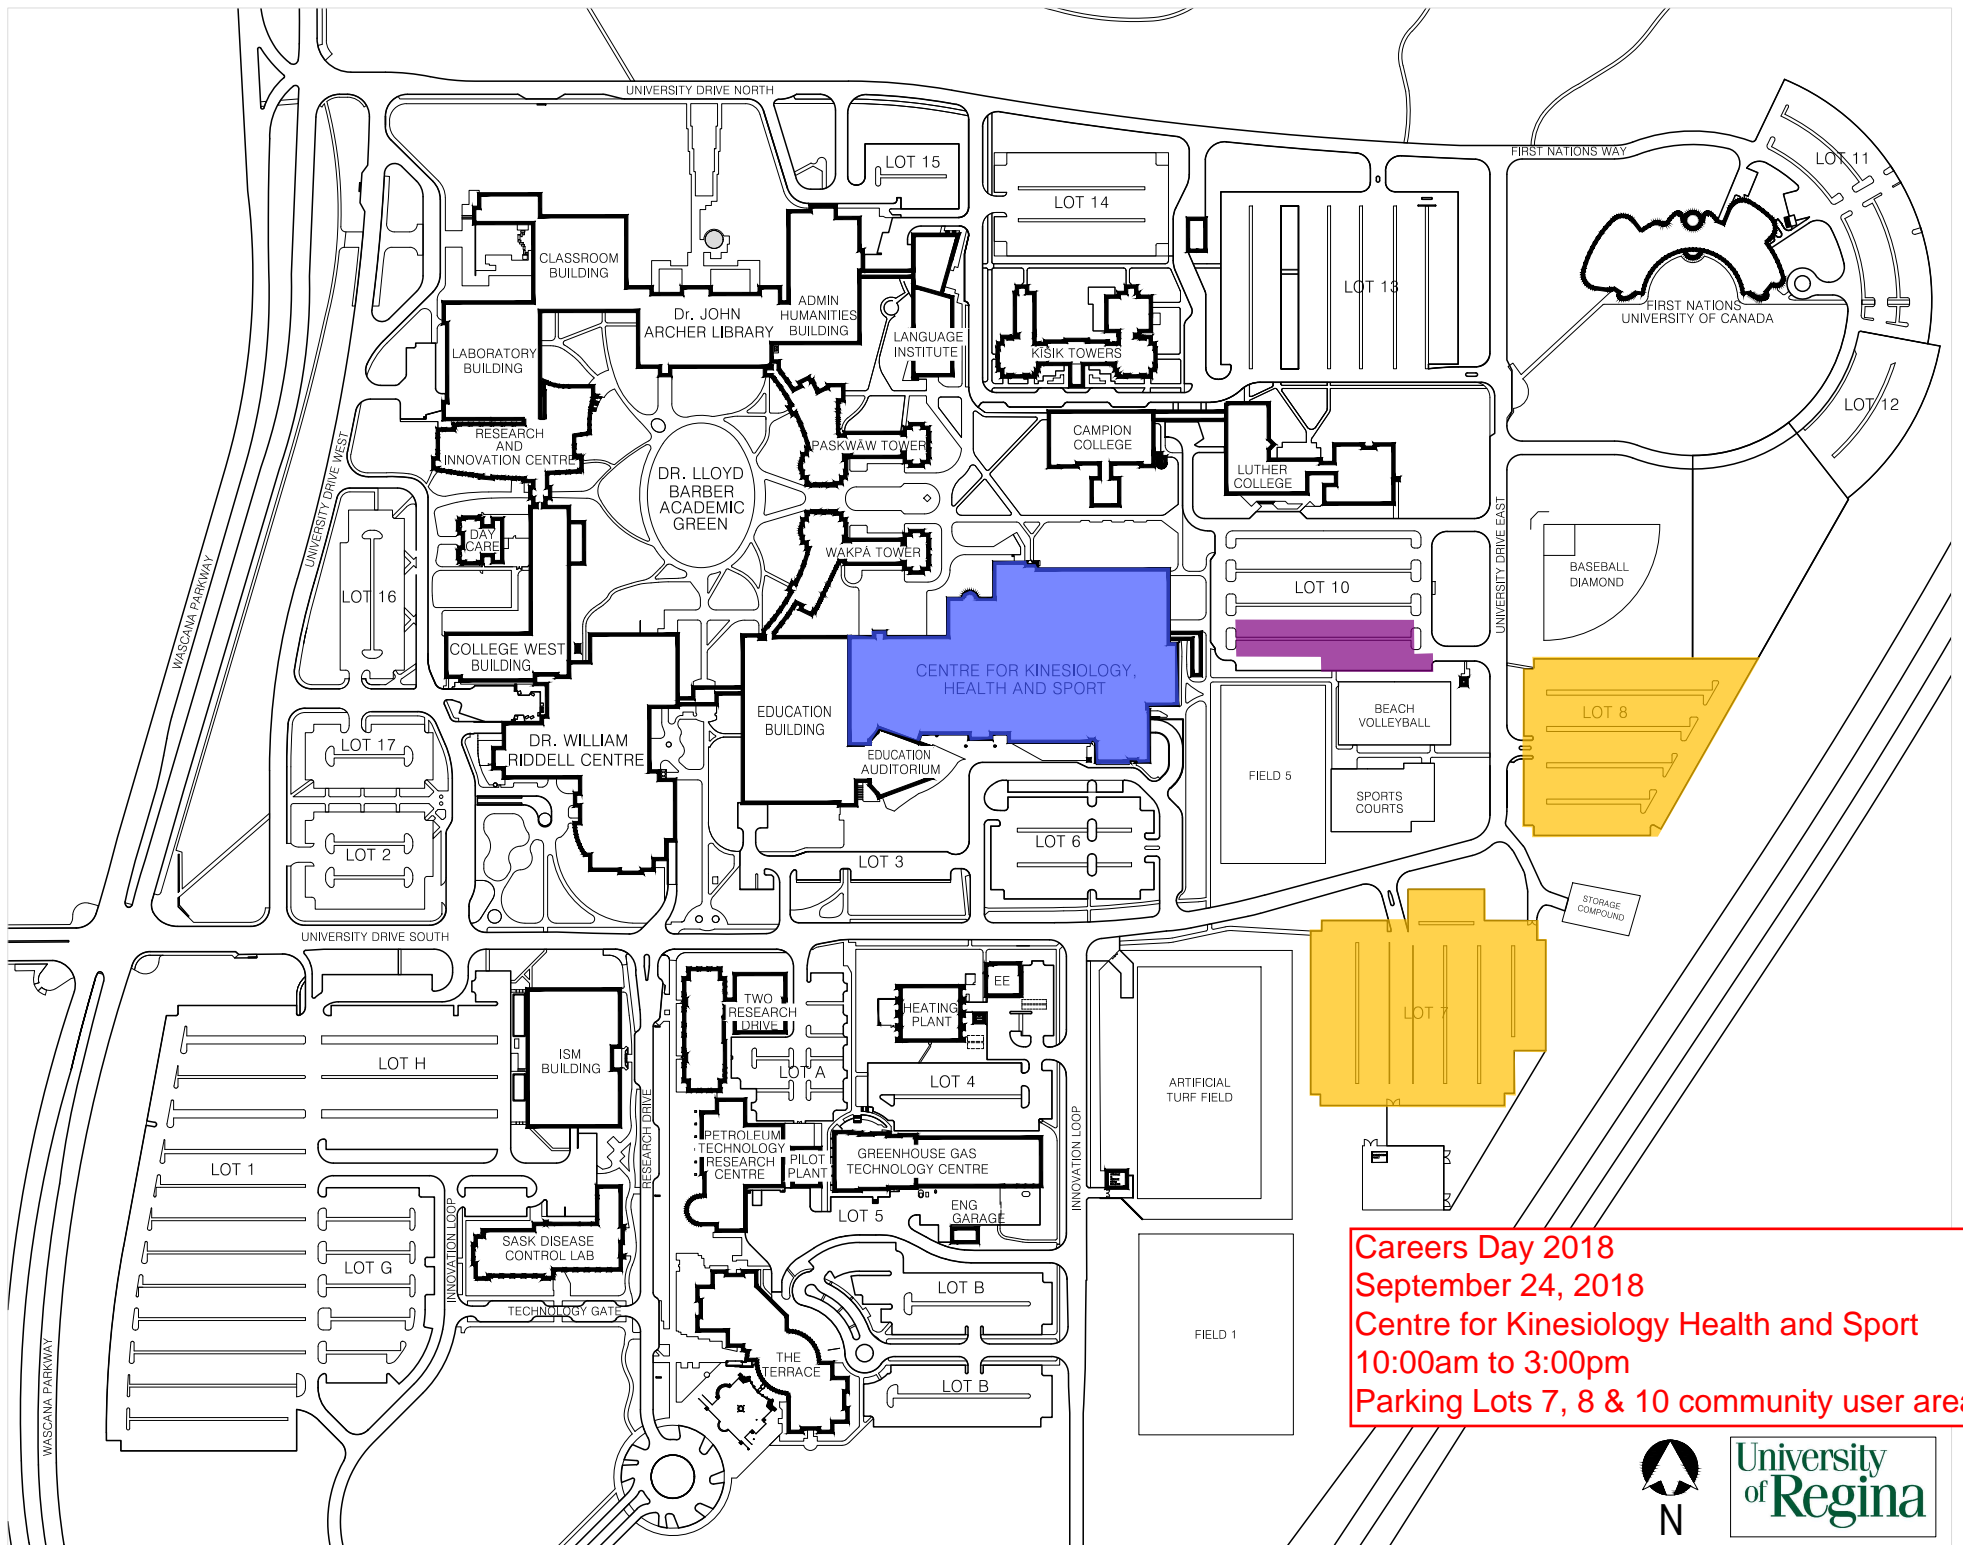 UNIVERSITY DRIVE NORTH
FIRST NATIONS WAY
LOT 15
LOT 11
LOT 14
CLASSROOM
BUILDING
LOT 13
ADMIN
HUMANITIES
BUILDING
Dr. JOHN
ARCHER LIBRARY
FIRST NATIONS
UNIVERSITY OF CANADA
LANGUAGE
INSTITUTE
KĪSIK TOWERS
LABORATORY
BUILDING
LOT 12
RESEARCH
AND
INNOVATION CENTRE
PASKWĀW TOWER
CAMPION
COLLEGE
LUTHER
COLLEGE
DR. LLOYD
BARBER
ACADEMIC
GREEN
UNIVERSITY DRIVE WEST
UNIVERSITY DRIVE EAST
DAY
CARE
WAKPĀ TOWER
BASEBALL
DIAMOND
WASCANA PARKWAY
LOT 16
LOT 10
COLLEGE WEST
BUILDING
CENTRE FOR KINESIOLOGY,
HEALTH AND SPORT
EDUCATION
BUILDING
BEACH
VOLLEYBALL
LOT 8
LOT 17
DR. WILLIAM
RIDDELL CENTRE
EDUCATION
AUDITORIUM
FIELD 5
SPORTS
COURTS
LOT 2
LOT 3
LOT 6
STORAGE
COMPOUND
UNIVERSITY DRIVE SOUTH
TWO
RESEARCH
DRIVE
EE
HEATING
PLANT
LOT 7
LOT H
ISM
BUILDING
LOT A
LOT 4
ARTIFICIAL
TURF FIELD
RESEARCH DRIVE
INNOVATION LOOP
PETROLEUM
TECHNOLOGY
RESEARCH
CENTRE
PILOT
PLANT
GREENHOUSE GAS
TECHNOLOGY CENTRE
LOT 1
LOT 5
ENG
GARAGE
INNOVATION LOOP
SASK DISEASE
CONTROL LAB
LOT G
LOT B
TECHNOLOGY GATE
FIELD 1
THE
TERRACE
LOT B
WASCANA PARKWAY
Careers Day 2018
September 24, 2018
Centre for Kinesiology Health and Sport
10:00am to 3:00pm
Parking Lots 7, 8 & 10 community user area
N
University
of Regina